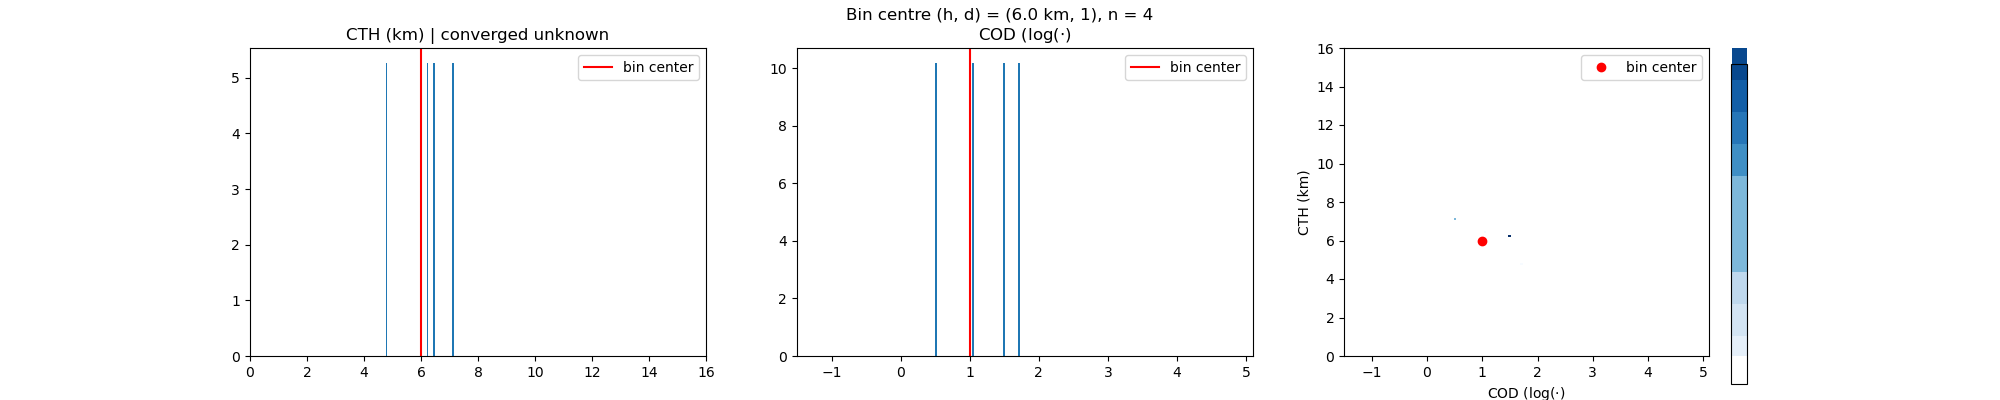 Bin centre (h, d) = (6.0 km, 1), n = 4
CTH (km) | converged unknown
bin center
5
4
3
2
1
0
0 2 4 6 8 10 12 14 16
COD (log(·)
bin center
10
8
6
4
2
0
−1 0 1 2 3 4 5
bin center
CTH (km)
16
14
12
10
8
6
4
2
0
−1 0 1 2 3 4 5
COD (log(·)